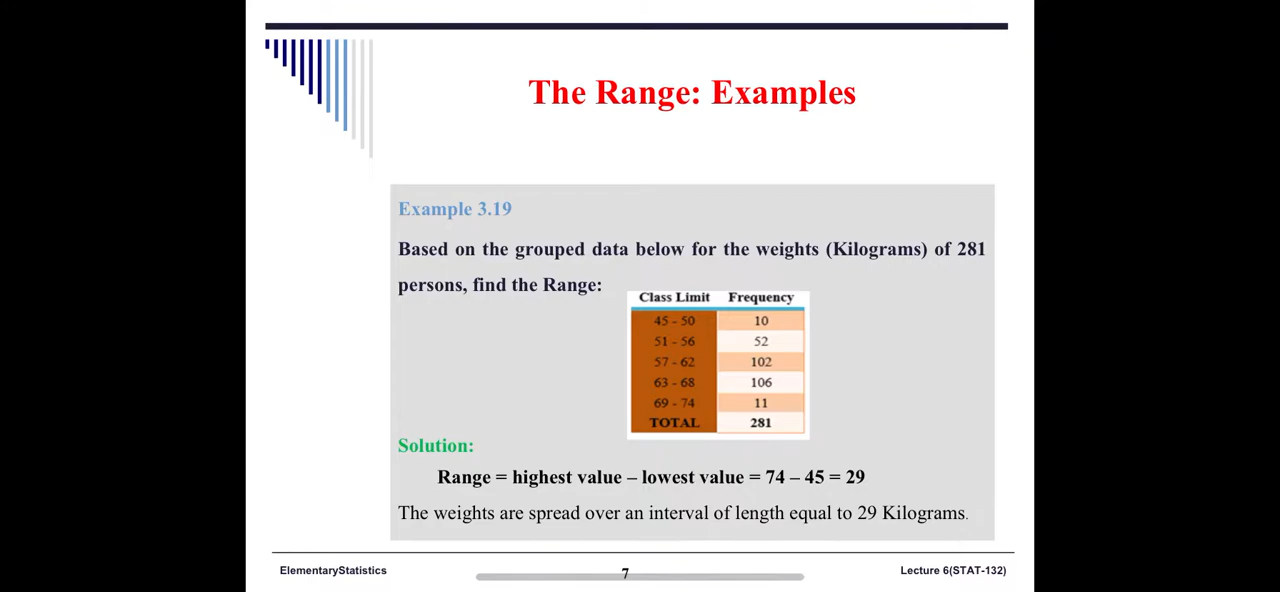 The Range: Examples
Example 3.19
Based on the grouped data below for the weights (Kilograms) of 281
persons, find the Range:
Class Limit Frequency
45 - 50 10
51 - 56 52
57 - 62 102
63 - 68 106
69 - 74 11
TOTAL 281
Solution:
Range = highest value – lowest value = 74 – 45 = 29
The weights are spread over an interval of length equal to 29 Kilograms.
ElementaryStatistics 7 Lecture 6(STAT-132)